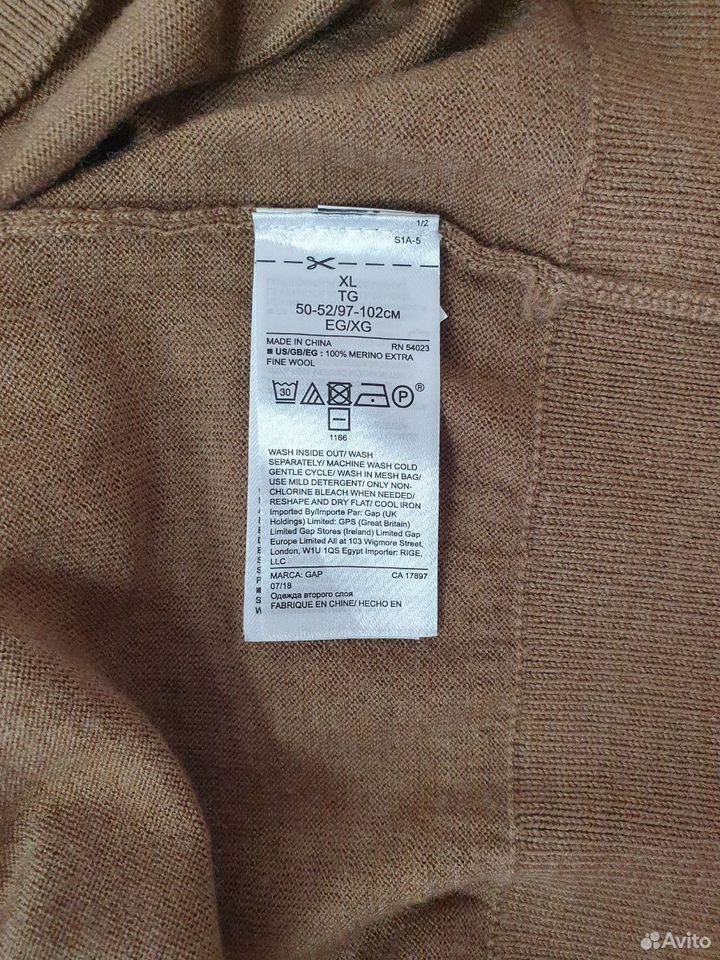 1/2
S1A-5
XL
TG
50-52/97-102см
EG/XG
MADE IN CHINA RN 54023
■ US/GB/EG : 100% MERINO EXTRA
FINE WOOL
30 P ®
1166
WASH INSIDE OUT/ WASH
SEPARATELY/ MACHINE WASH COLD
GENTLE CYCLE/ WASH IN MESH BAG/
USE MILD DETERGENT/ ONLY NON-
CHLORINE BLEACH WHEN NEEDED/
RESHAPE AND DRY FLAT/ COOL IRON
Imported By/Importe Par: Gap (UK
Holdings) Limited: GPS (Great Britain)
Limited Gap Stores (Ireland) Limited Gap
Europe Limited All at 103 Wigmore Street,
London, W1U 1QS Egypt Importer: RIGE,
LLC
MARCA: GAP CA 17897
07/18
Одежда второго слоя
FABRIQUE EN CHINE/ HECHO EN
Avito